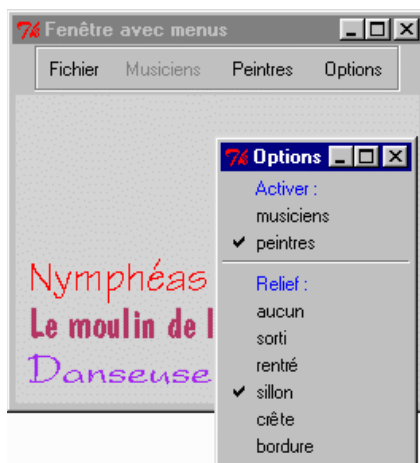 Fenêtre avec menus
Fichier Musiciens Peintres Options
Options
Activer :
musiciens
peintres
Relief :
aucun
sorti
rentré
sillon
crête
bordure
Nymphéas
Le moulin de l
Danseuse